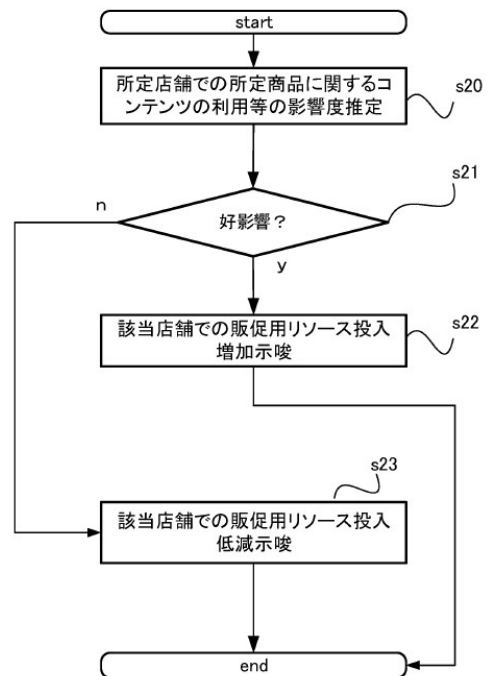 start
所定店舗での所定商品に関するコ
ンテンツの利用等の影響度推定
s20
s21
n
好影響？
y
該当店舗での販促用リソース投入
増加示唆
s22
s23
該当店舗での販促用リソース投入
低減示唆
end